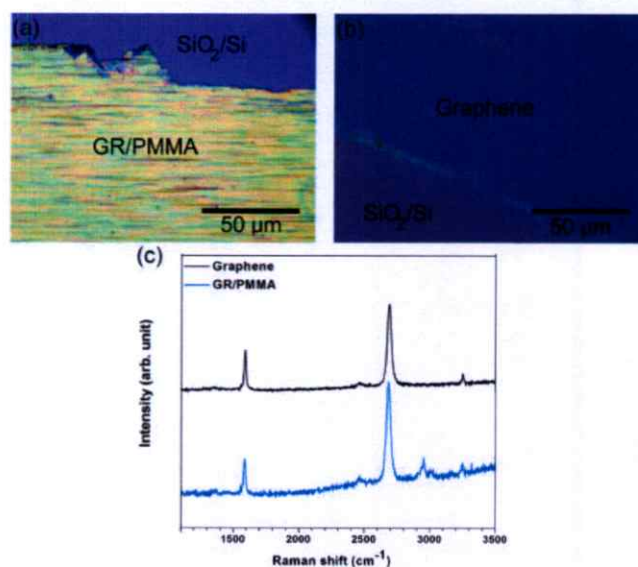 (a)
SiO2/Si
GR/PMMA
50 µm
(b)
Graphene
SiO2/Si
50 µm
(c)
Graphene
GR/PMMA
Intensity (arb. unit)
1500 2000 2500 3000 3500
Raman shift (cm⁻¹)